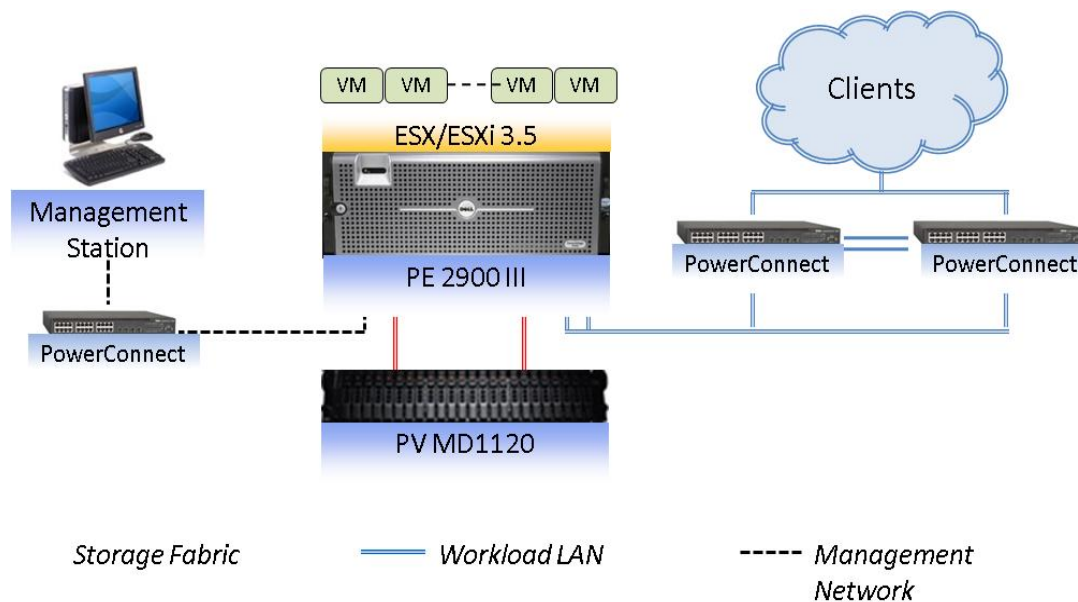 VM VM VM VM
Clients
ESX/ESXi 3.5
DELL
Management
Station
PE 2900 III
PowerConnect PowerConnect
PowerConnect
PV MD1120
Storage Fabric
Workload LAN
Management
Network